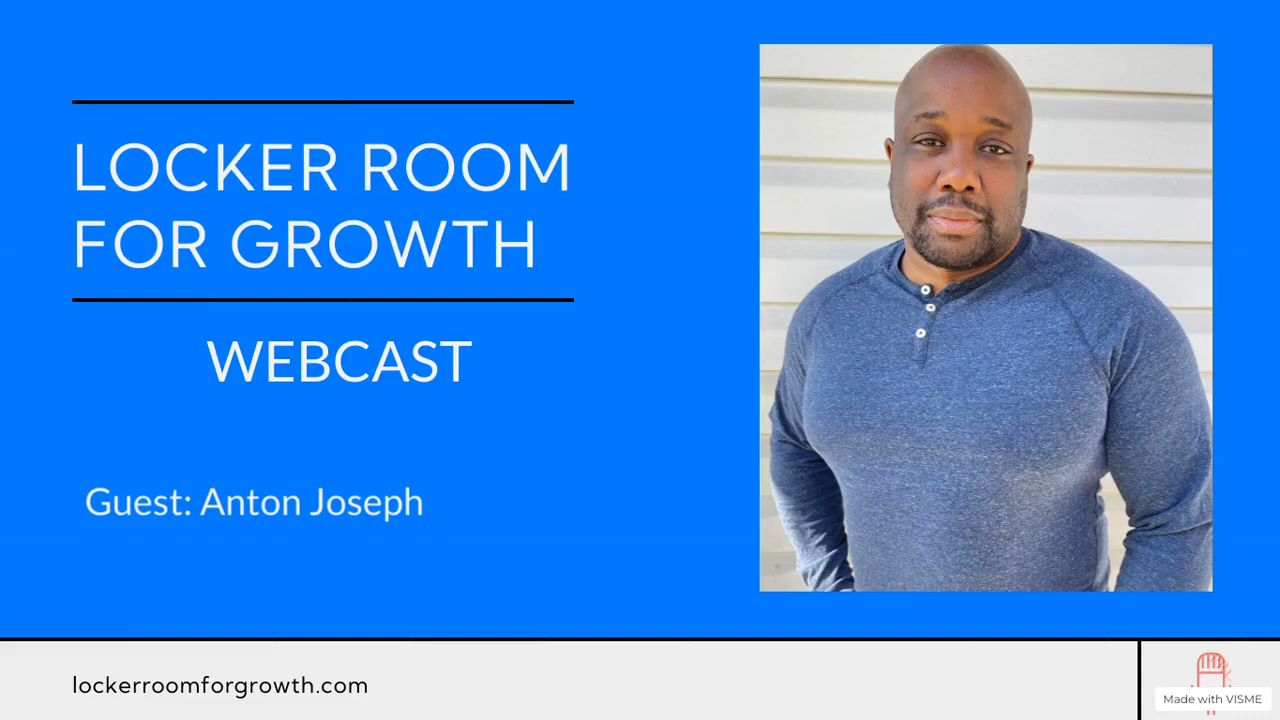 LOCKER ROOM
FOR GROWTH
WEBCAST
Guest: Anton Joseph
lockerroomforgrowth.com
Made with VISME